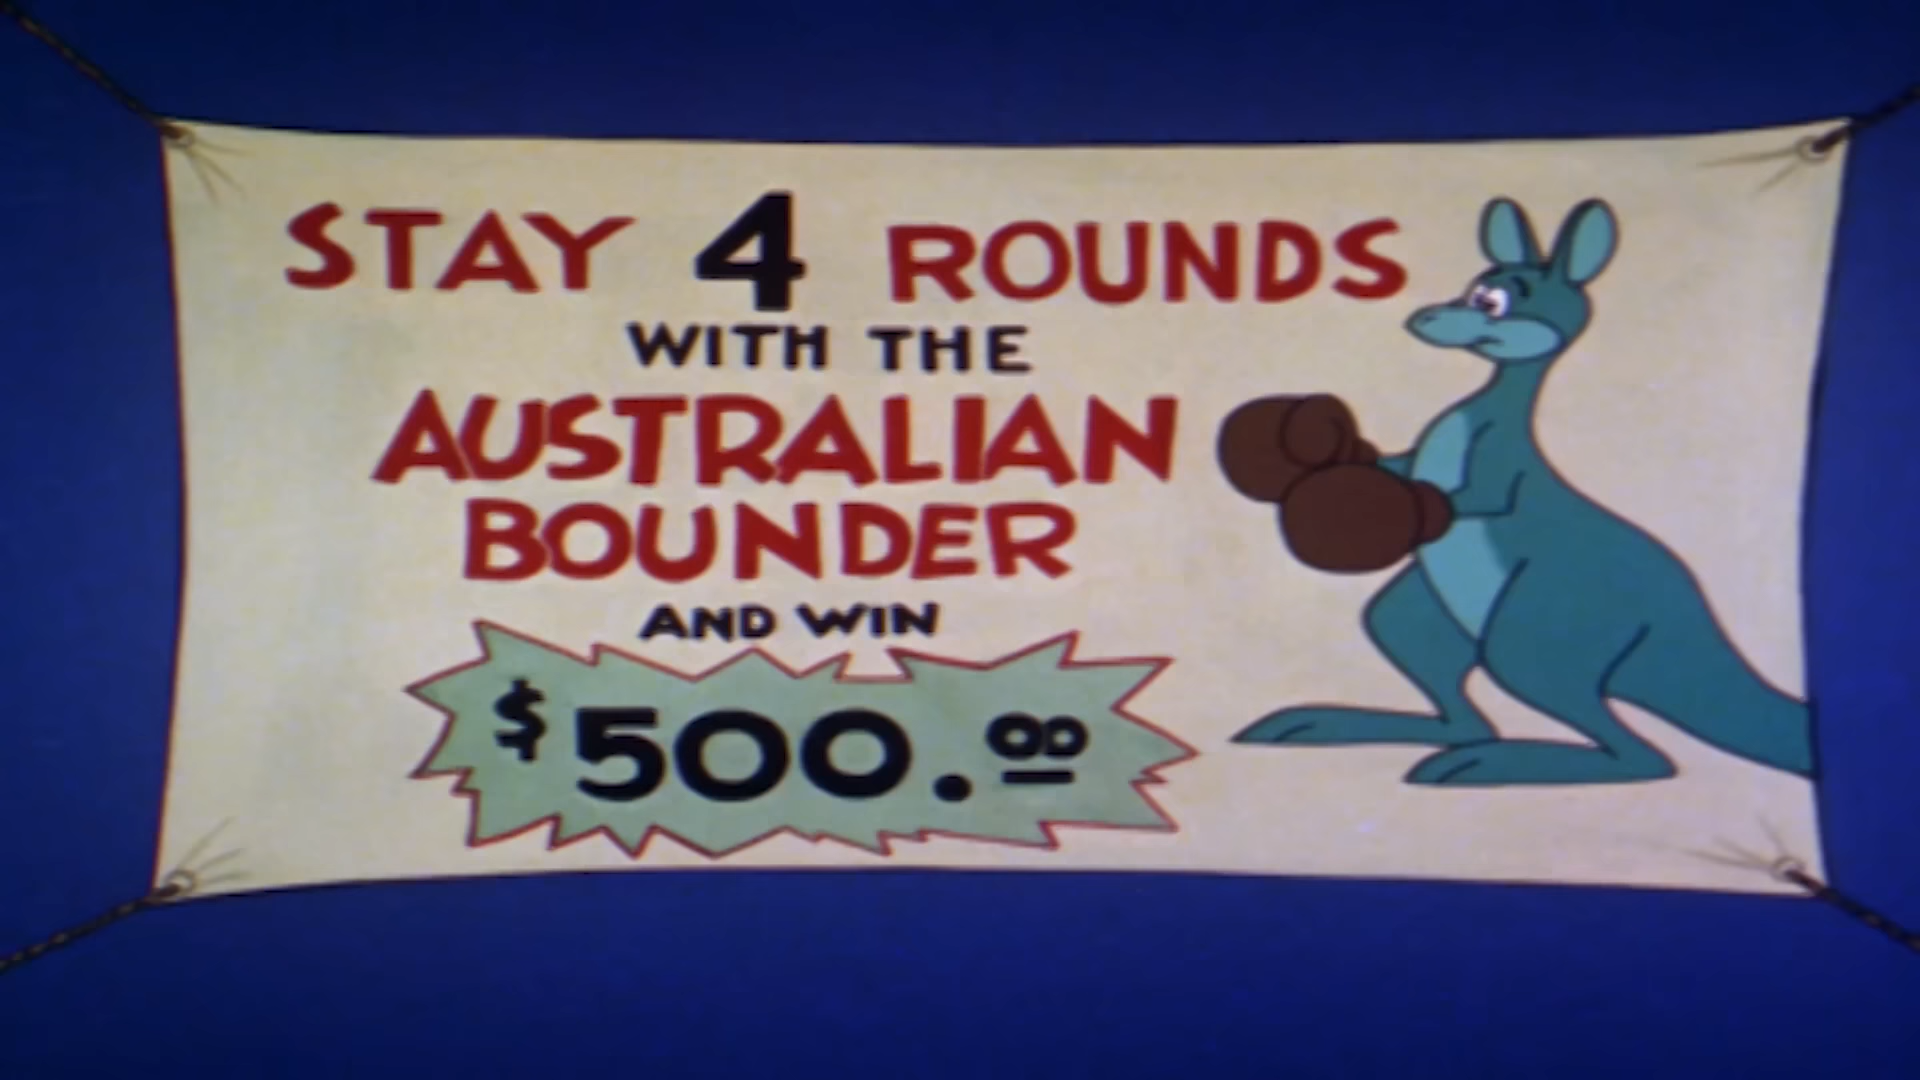 STAY 4 ROUNDS
WITH THE
AUSTRALIAN
BOUNDER
AND WIN
$500.00